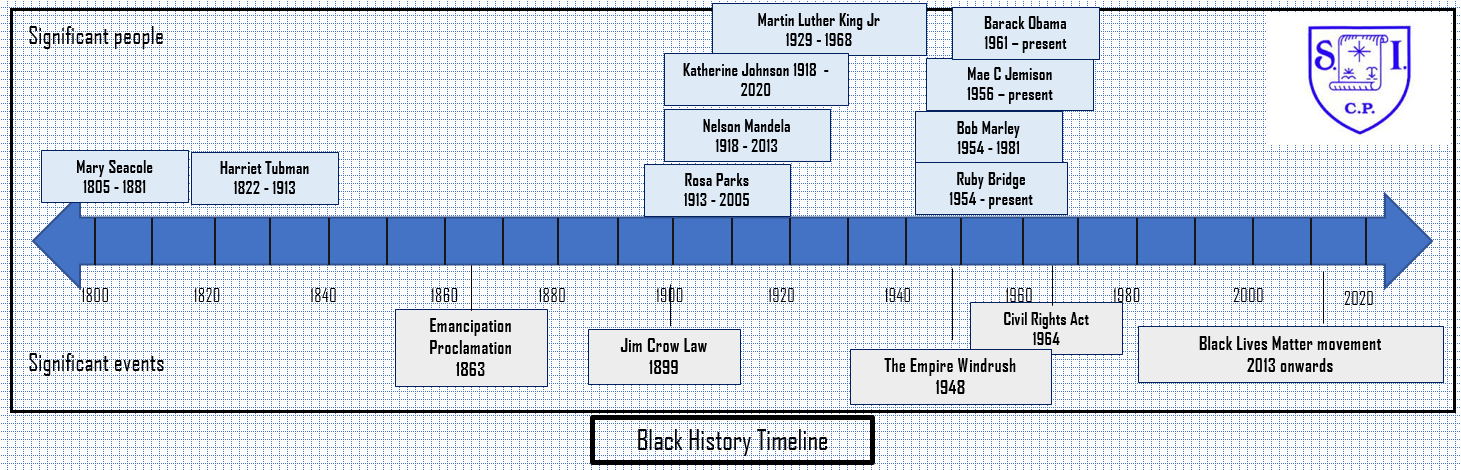 Significant people
Martin Luther King Jr
1929 - 1968
Barack Obama
1961 – present
S. I.
C.P.
Katherine Johnson 1918 -
2020
Mae C Jemison
1956 – present
Nelson Mandela
1918 - 2013
Bob Marley
1954 - 1981
Mary Seacole
1805 - 1881
Harriet Tubman
1822 - 1913
Rosa Parks
1913 - 2005
Ruby Bridge
1954 - present
1800 1820 1840 1860 1880 1900 1920 1940 1960 1980 2000 2020
Significant events
Emancipation
Proclamation
1863
Jim Crow Law
1899
The Empire Windrush
1948
Civil Rights Act
1964
Black Lives Matter movement
2013 onwards
Black History Timeline